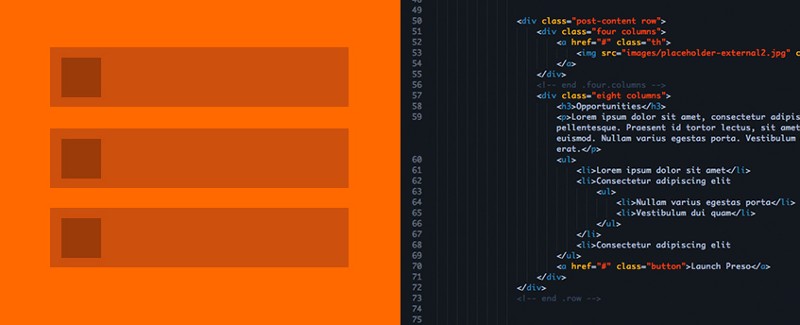 49
50 <div class="post-content row">
51 <div class="four columns">
52 <a href="#" class="th">
53 <img src="images/placeholder-external2.jpg" c
54 </a>
55 </div>
56 <!-- end .four.columns -->
57 <div class="eight columns">
58 <h3>Opportunities</h3>
59 <p>Lorem ipsum dolor sit amet, consectetur adipis
pellentesque. Praesent id tortor lectus, sit amet
euismod. Nullam varius egestas porta. Vestibulum
erat.</p>
60 <ul>
61 <li>Lorem ipsum dolor sit amet</li>
62 <li>Consectetur adipiscing elit
63 <ul>
64 <li>Nullam varius egestas porta</li>
65 <li>Vestibulum dui quam</li>
66 </ul>
67 </li>
68 <li>Consectetur adipiscing elit
69 </ul>
70 <a href="#" class="button">Launch Preso</a>
71 </div>
72 </div>
73 <!-- end .row -->
74
75